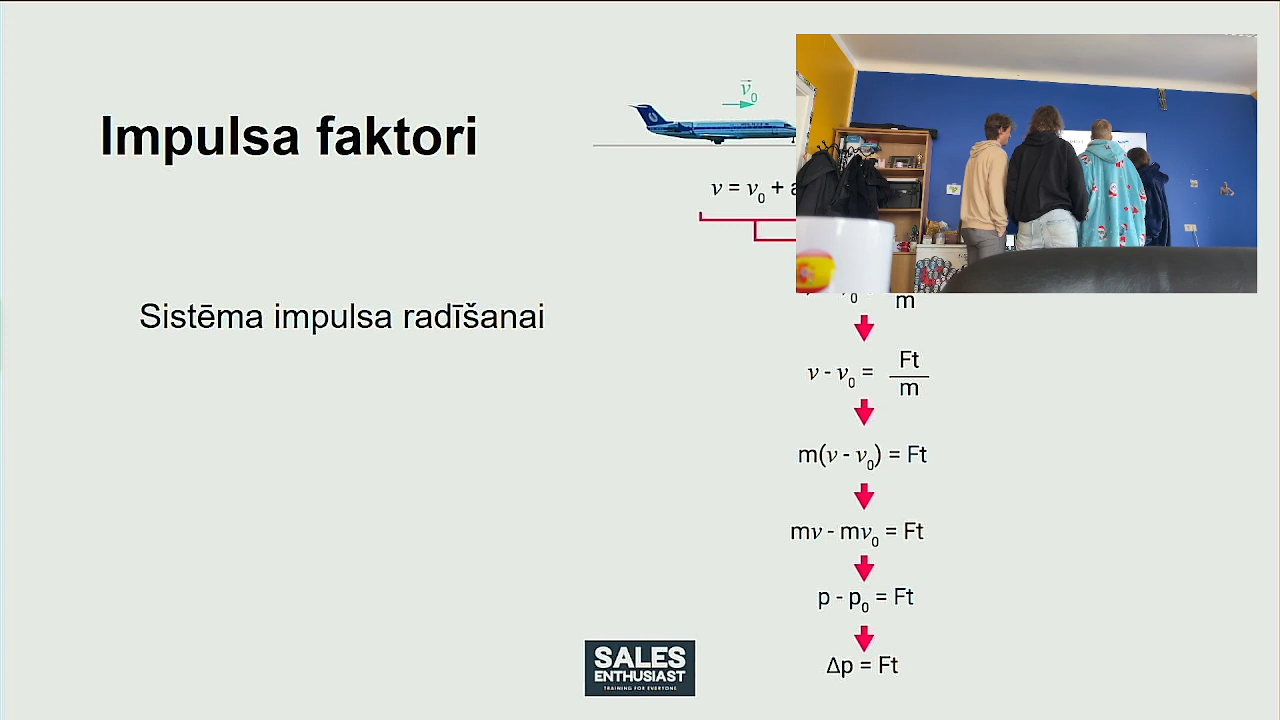 Impulsa faktori
Sistēma impulsa radīšanai
v₀
v = v₀ +
m
v - v₀ = Ft
m
m(v - v₀) = Ft
mv - mv₀ = Ft
p - p₀ = Ft
Δp = Ft
SALES
ENTHUSIAST
TRAINING FOR EVERYONE